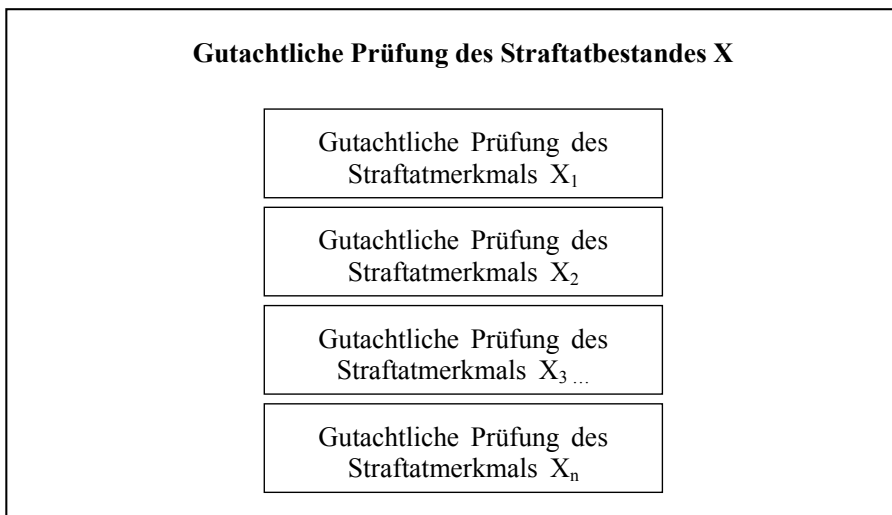 Gutachtliche Prüfung des Straftatbestandes X
Gutachtliche Prüfung des
Straftatmerkmals X₁
Gutachtliche Prüfung des
Straftatmerkmals X₂
Gutachtliche Prüfung des
Straftatmerkmals X₃ …
Gutachtliche Prüfung des
Straftatmerkmals Xₙ